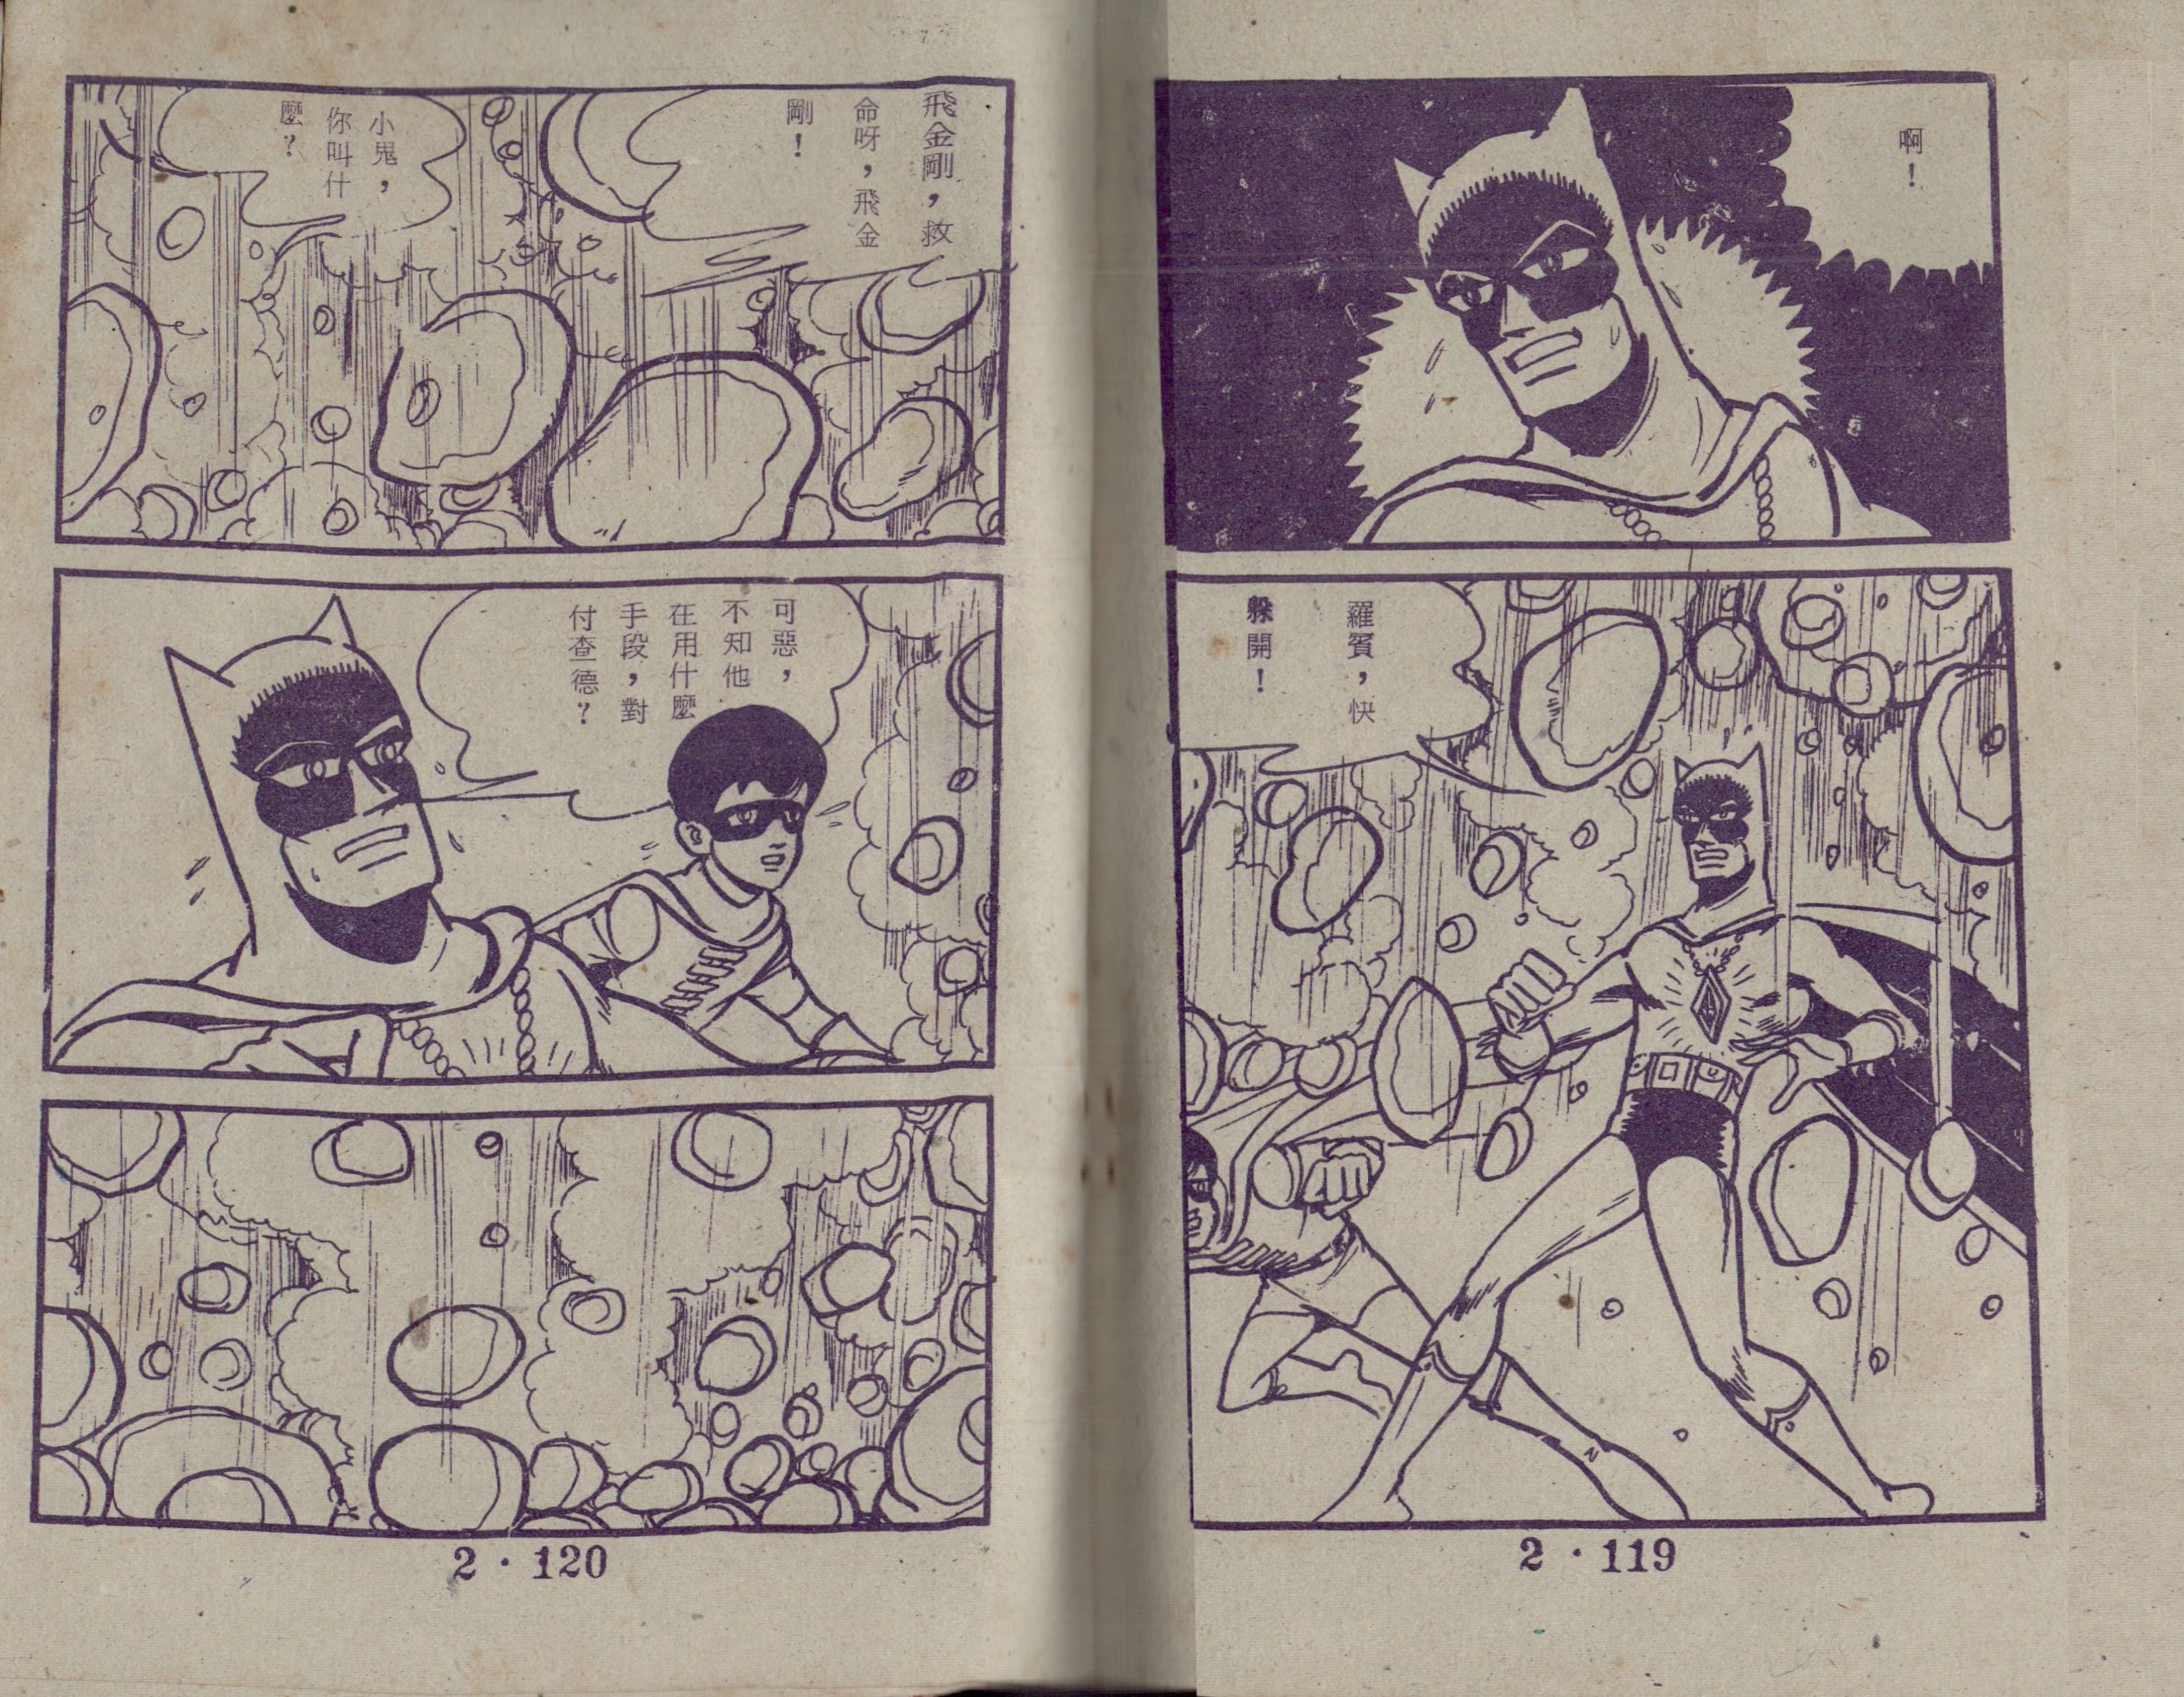 啊！
羅賓，快
躲開！
2·119
飛金剛，救
命呀，飛金
剛！
小鬼，
你叫什
麼？
可惡，
不知他
在用什麼
手段，對
付查德？
2·120